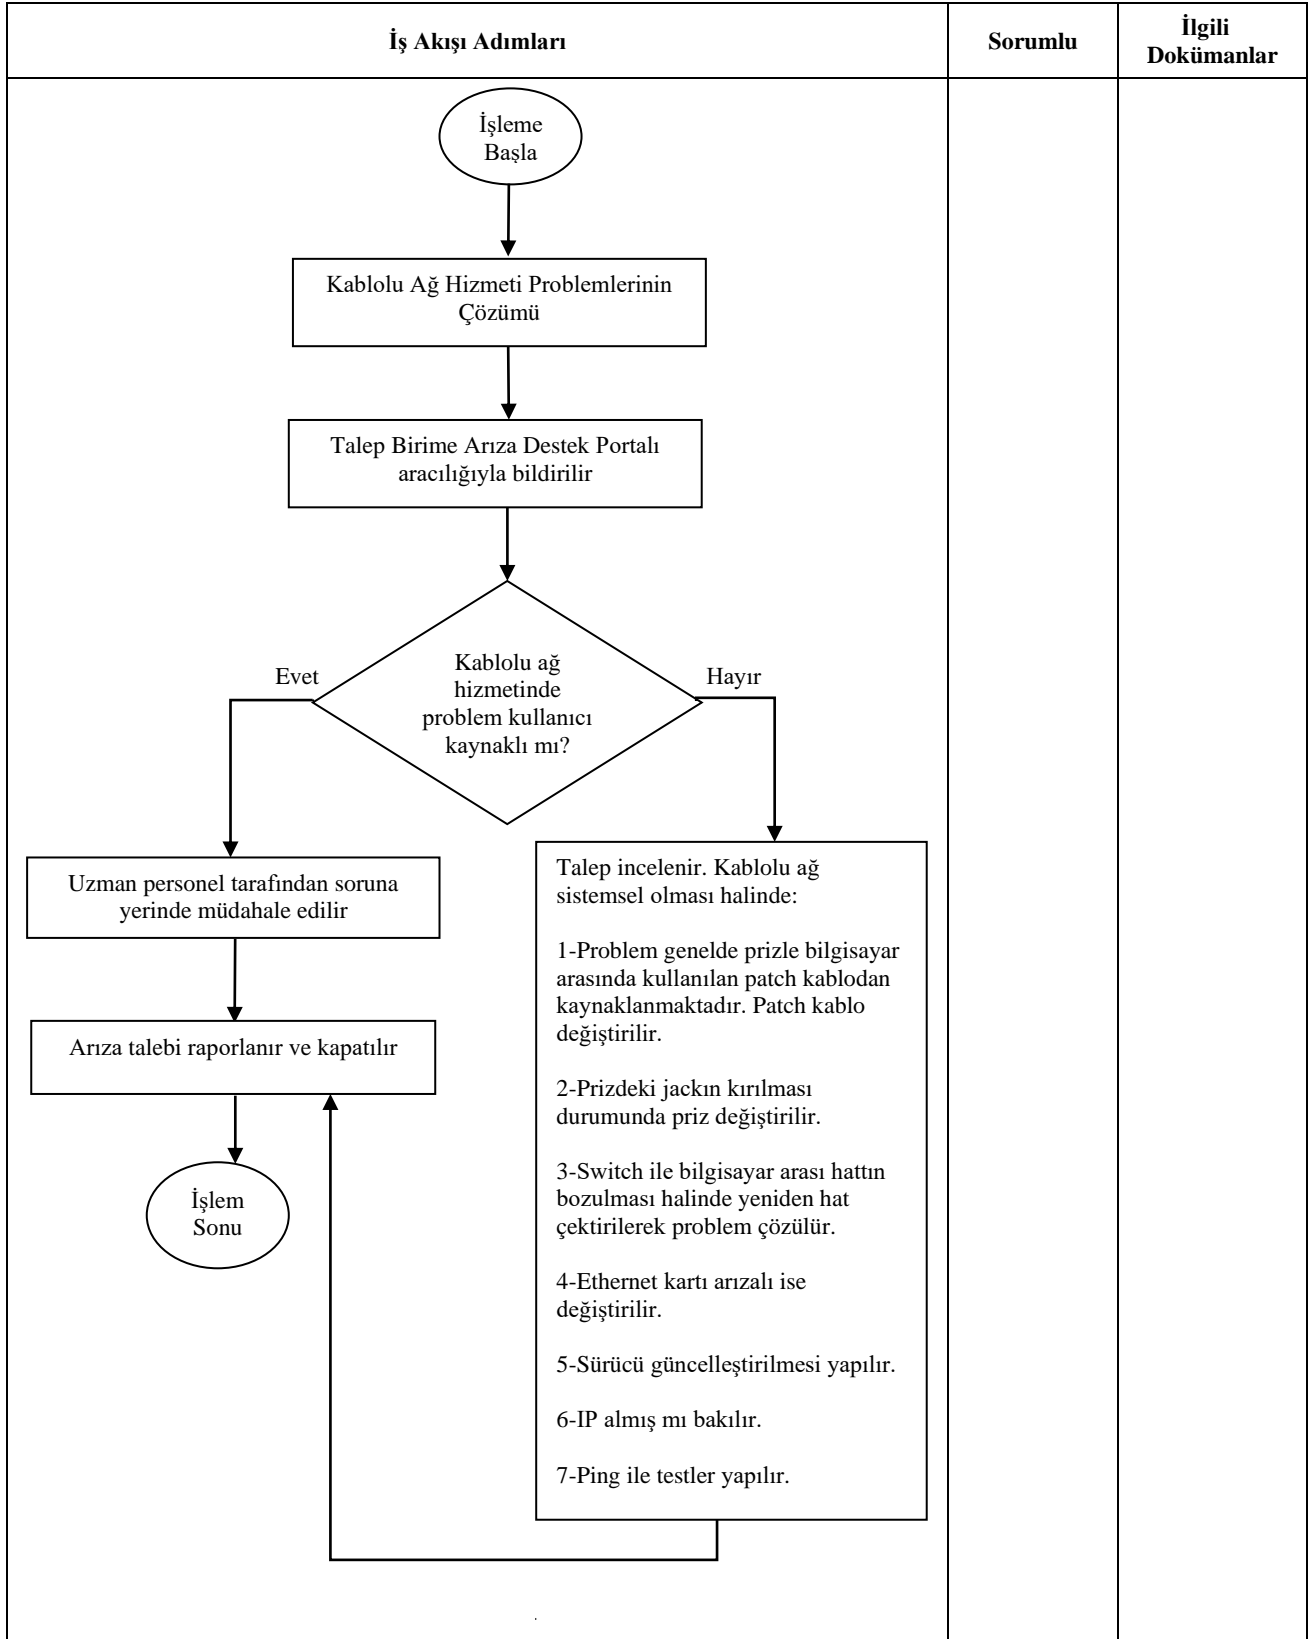 İş Akışı Adımları
Sorumlu
İlgili
Dokümanlar
İşleme
Başla
Kablolu Ağ Hizmeti Problemlerinin
Çözümü
Talep Birime Arıza Destek Portalı
aracılığıyla bildirilir
Kablolu ağ
hizmetinde
problem kullanıcı
kaynaklı mı?
Evet
Hayır
Uzman personel tarafından soruna
yerinde müdahale edilir
Arıza talebi raporlanır ve kapatılır
İşlem
Sonu
Talep incelenir. Kablolu ağ
sistemsel olması halinde:
1-Problem genelde prizle bilgisayar
arasında kullanılan patch kablodan
kaynaklanmaktadır. Patch kablo
değiştirilir.
2-Prizdeki jackın kırılması
durumunda priz değiştirilir.
3-Switch ile bilgisayar arası hattın
bozulması halinde yeniden hat
çektirilerek problem çözülür.
4-Ethernet kartı arızalı ise
değiştirilir.
5-Sürücü güncelleştirilmesi yapılır.
6-IP almış mı bakılır.
7-Ping ile testler yapılır.